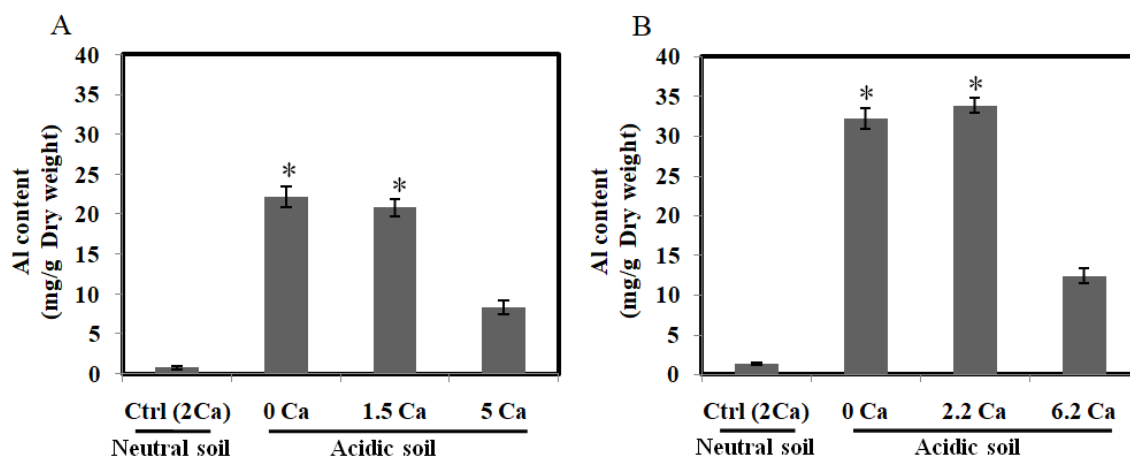 A
40
35
30
25
20
15
10
5
0
Al content
(mg/g Dry weight)
*
*
Ctrl (2Ca) 0 Ca 1.5 Ca 5 Ca
Neutral soil Acidic soil
B
40
35
30
25
20
15
10
5
0
Al content
(mg/g Dry weight)
*
*
Ctrl (2Ca) 0 Ca 2.2 Ca 6.2 Ca
Neutral soil Acidic soil